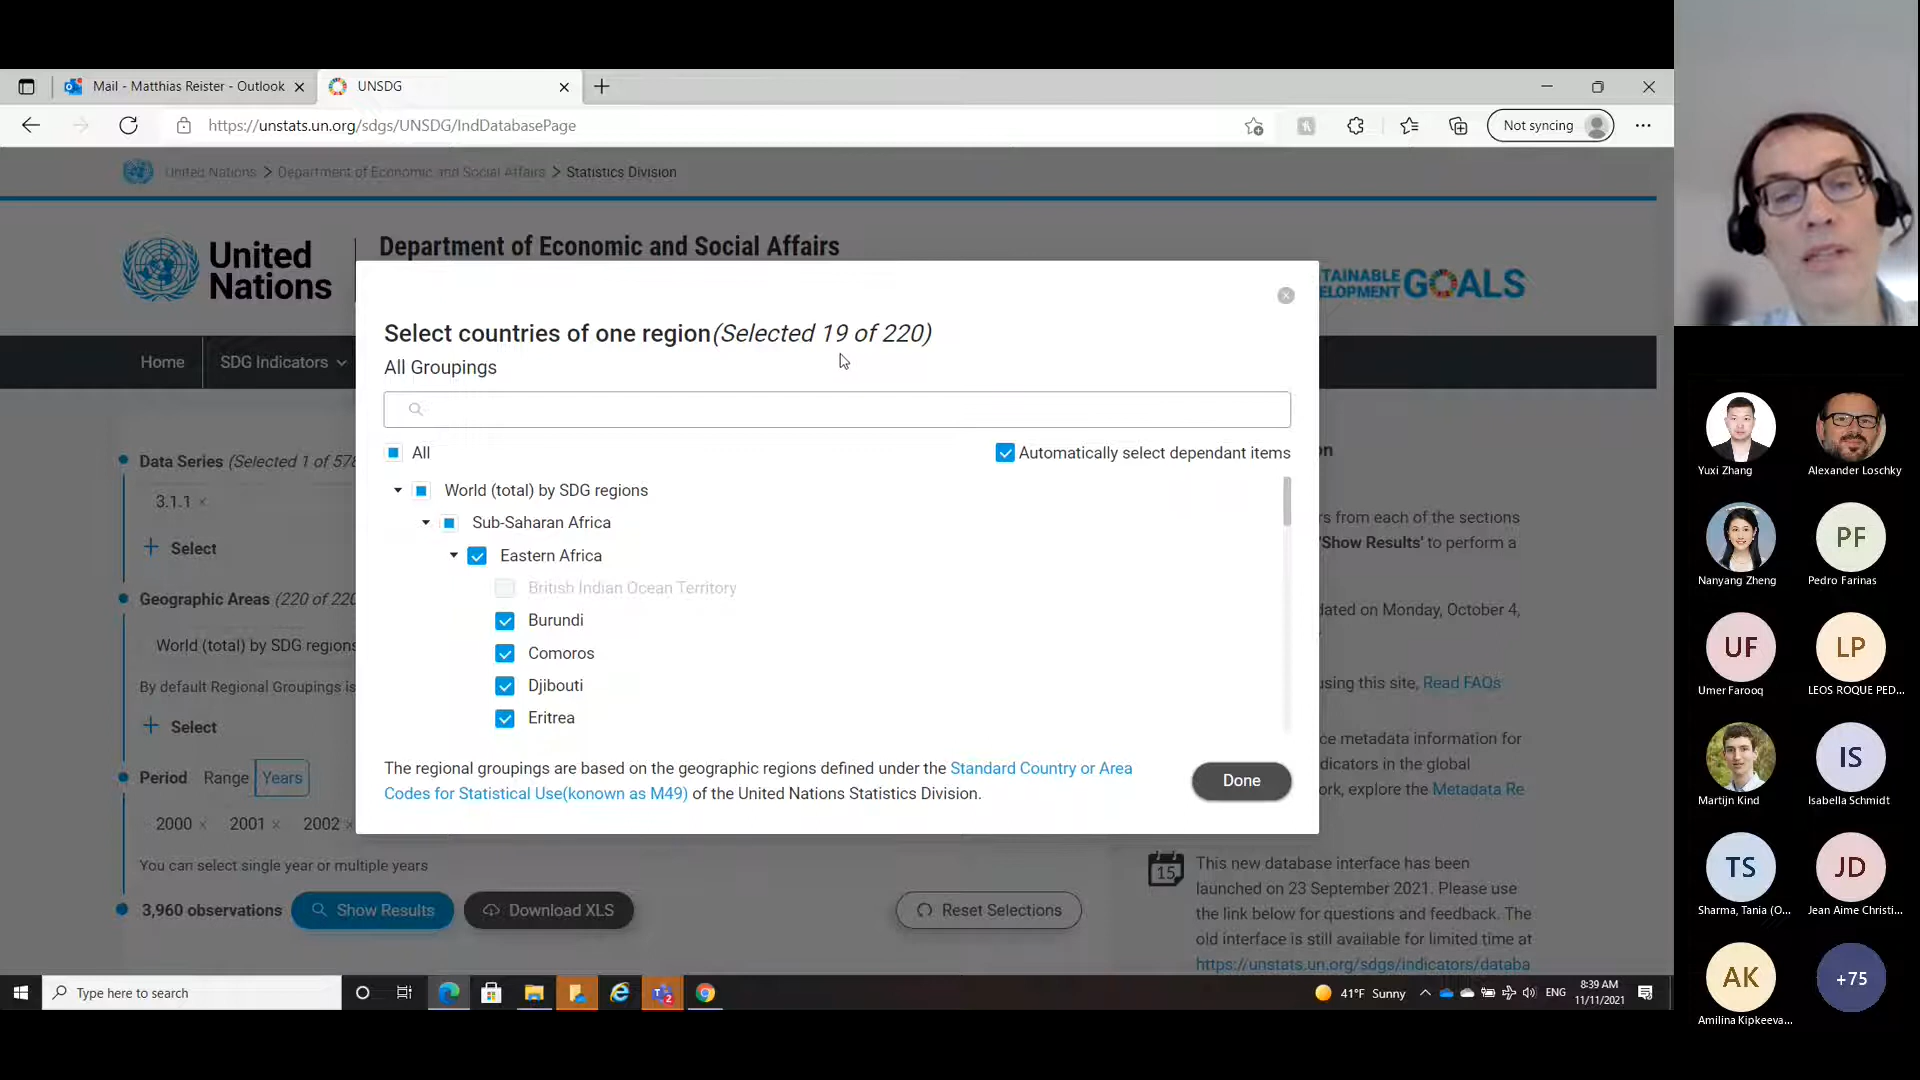 Mail - Matthias Reister - Outlook
UNSDG
https://unstats.un.org/sdgs/UNSDG/IndDatabasePage
Not syncing
United Nations > Department of Economic and Social Affairs > Statistics Division
United
Nations
Department of Economic and Social Affairs
TAINABLE
ELOPMENT GOALS
Home
SDG Indicators
Select countries of one region(Selected 19 of 220)
All Groupings
All
Automatically select dependant items
World (total) by SDG regions
Sub-Saharan Africa
Eastern Africa
British Indian Ocean Territory
Burundi
Comoros
Djibouti
Eritrea
The regional groupings are based on the geographic regions defined under the Standard Country or Area
Codes for Statistical Use(konown as M49) of the United Nations Statistics Division.
Done
Data Series (Selected 1 of 578
3.1.1 ×
+ Select
Geographic Areas (220 of 220
World (total) by SDG regions
By default Regional Groupings is
+ Select
Period Range Years
2000 × 2001 × 2002 ×
You can select single year or multiple years
3,960 observations
Show Results
Download XLS
Reset Selections
on
rs from each of the sections
'Show Results' to perform a
dated on Monday, October 4,
using this site, Read FAQs
ce metadata information for
dicators in the global
ork, explore the Metadata Re
15
This new database interface has been
launched on 23 September 2021. Please use
the link below for questions and feedback. The
old interface is still available for limited time at
https://unstats.un.org/sdgs/indicators/databa
Type here to search
41°F Sunny
ENG
8:39 AM
11/11/2021
Yuxi Zhang
Alexander Loschky
Nanyang Zheng
PF
Pedro Farinas
UF
Umer Farooq
LP
LEOS ROQUE PED...
Martijn Kind
IS
Isabella Schmidt
TS
Sharma, Tania (O...
JD
Jean Aime Christi...
AK
Amilina Kipkeeva...
+75